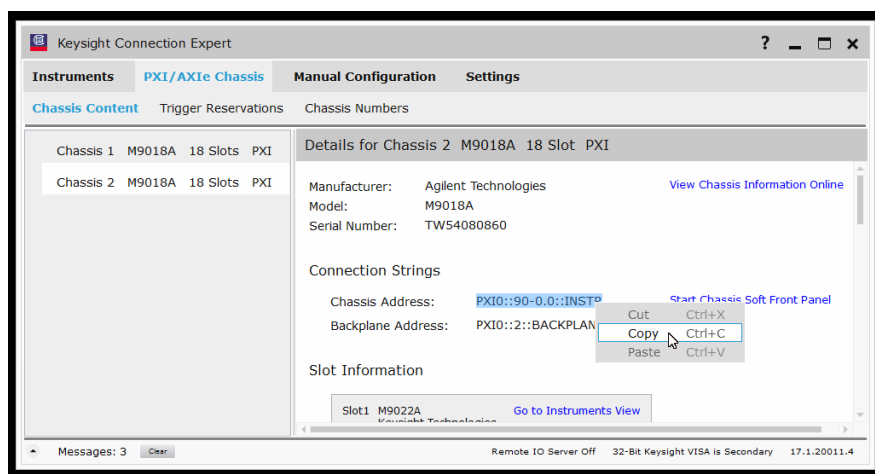 Keysight Connection Expert ?
Instruments PXI/AXIe Chassis Manual Configuration Settings
Chassis Content Trigger Reservations Chassis Numbers
Chassis 1 M9018A 18 Slots PXI
Chassis 2 M9018A 18 Slots PXI
Details for Chassis 2 M9018A 18 Slot PXI
Manufacturer: Agilent Technologies View Chassis Information Online
Model: M9018A
Serial Number: TW54080860
Connection Strings
Chassis Address: PXI0::90-0.0::INSTR Start Chassis Soft Front Panel
Backplane Address: PXI0::2::BACKPLAN
Cut Ctrl+X
Copy Ctrl+C
Paste Ctrl+V
Slot Information
Slot1 M9022A Go to Instruments View
Keysight Technologies
Messages: 3 Clear Remote IO Server Off 32-Bit Keysight VISA is Secondary 17.1.20011.4